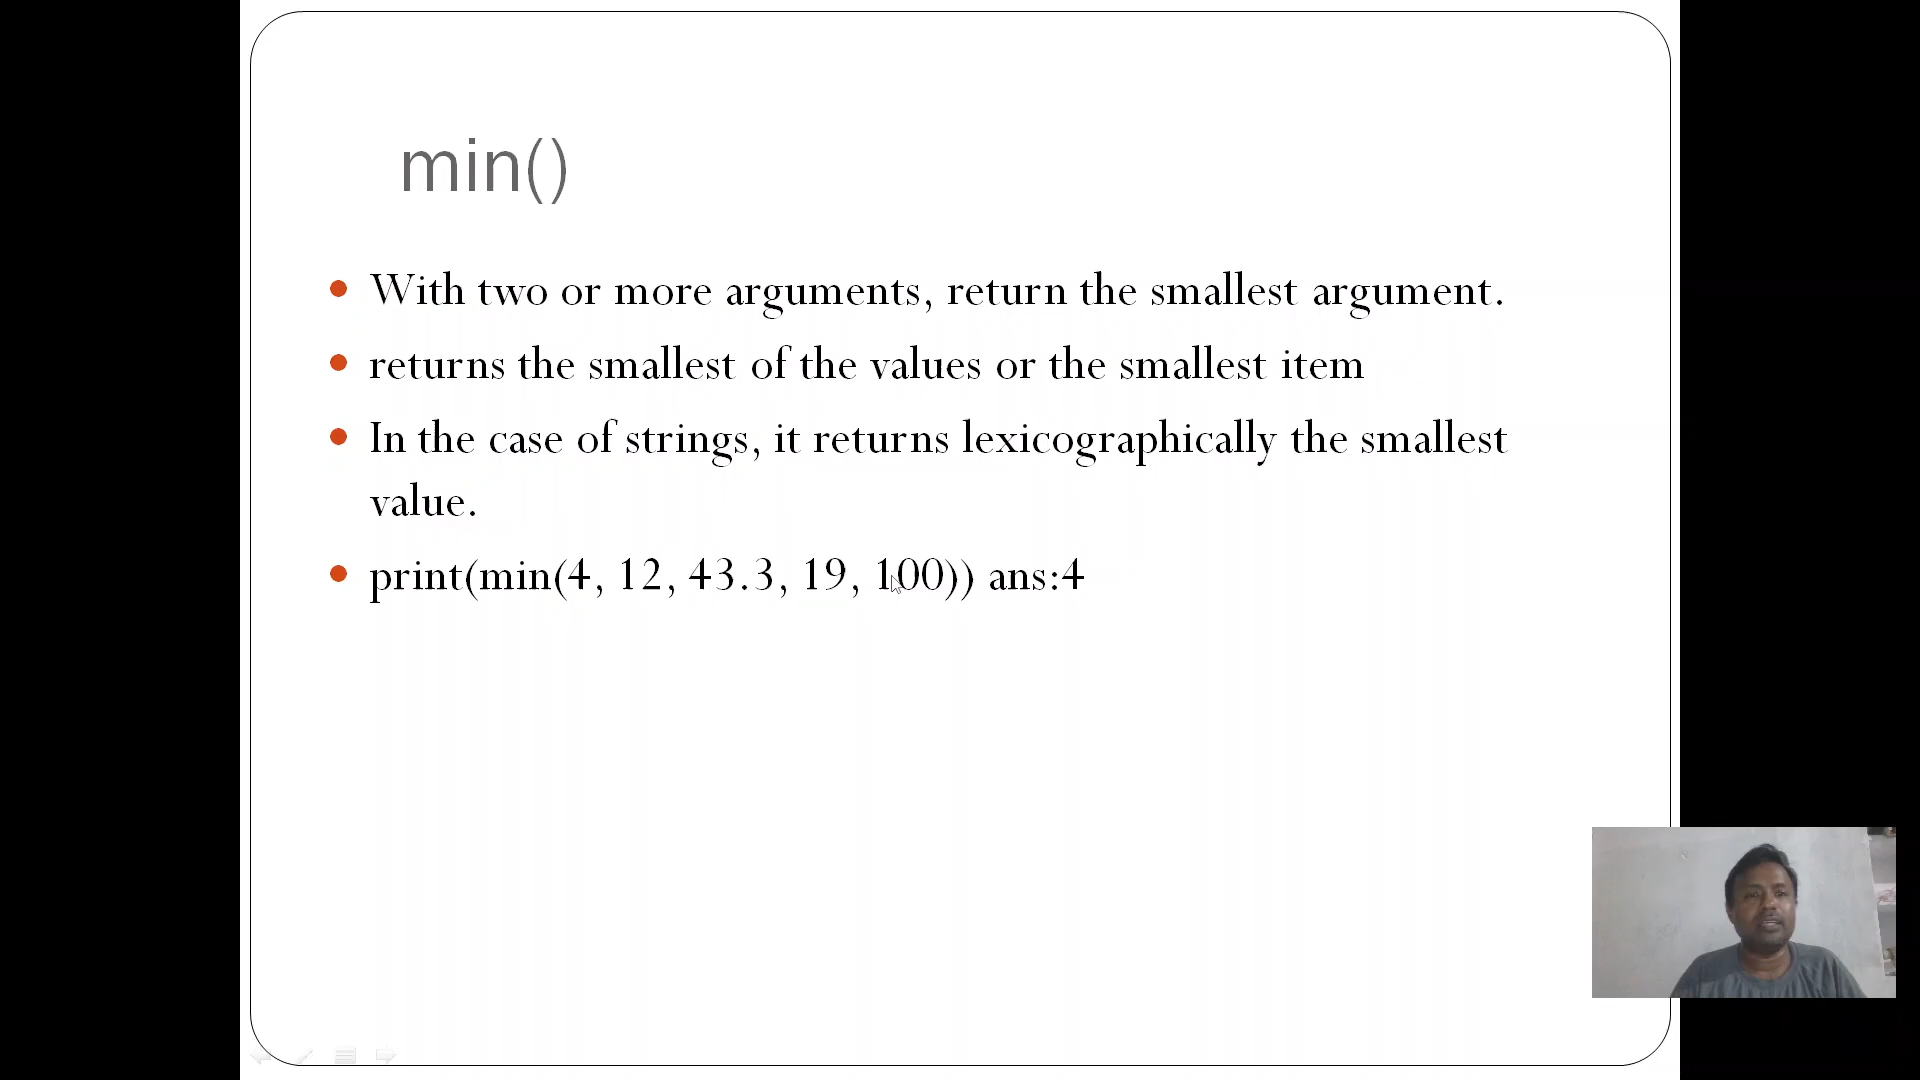 min()
With two or more arguments, return the smallest argument.
returns the smallest of the values or the smallest item
In the case of strings, it returns lexicographically the smallest
value.
print(min(4, 12, 43.3, 19, 100)) ans:4